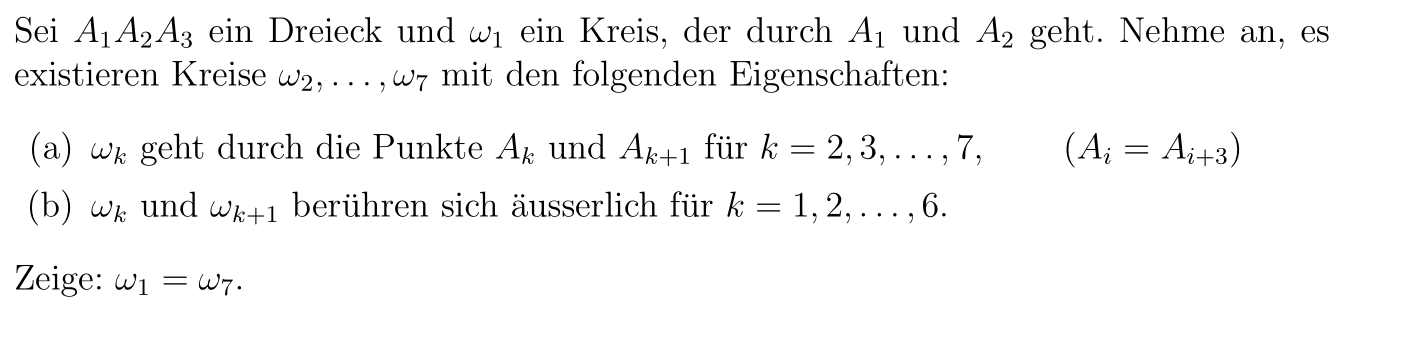 Sei $A_1A_2A_3$ ein Dreieck und $\omega_1$ ein Kreis, der durch $A_1$ und $A_2$ geht. Nehme an, es
existieren Kreise $\omega_2, \ldots, \omega_7$ mit den folgenden Eigenschaften:
(a) $\omega_k$ geht durch die Punkte $A_k$ und $A_{k+1}$ für $k = 2, 3, \ldots, 7$, $(A_i = A_{i+3})$
(b) $\omega_k$ und $\omega_{k+1}$ berühren sich äusserlich für $k = 1, 2, \ldots, 6$.
Zeige: $\omega_1 = \omega_7$.